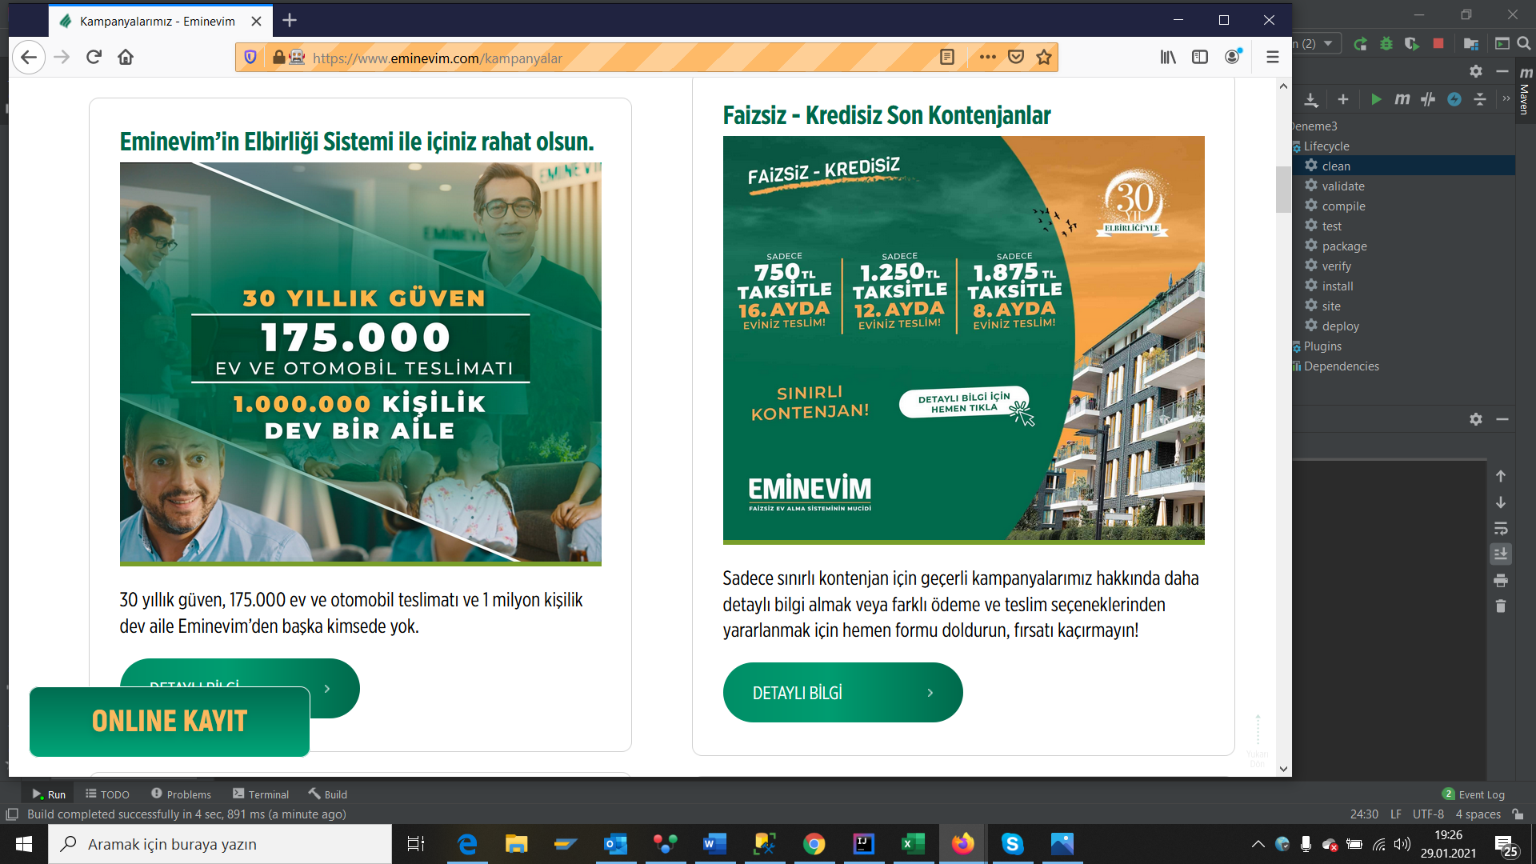 Kampanyalarımız - Eminevim
https://www.eminevim.com/kampanyalar
Eminevim'in Elbirliği Sistemi ile içiniz rahat olsun.
30 YILLIK GÜVEN
175.000
EV VE OTOMOBİL TESLİMATI
1.000.000 KİŞİLİK
DEV BİR AİLE
30 yıllık güven, 175.000 ev ve otomobil teslimatı ve 1 milyon kişilik
dev aile Eminevim'den başka kimsede yok.
DETAYLI BİLGİ
ONLINE KAYIT
Faizsiz - Kredisiz Son Kontenjanlar
FAİZSİZ - KREDİSİZ
30
YIL
ELBİRLİĞİ'YLE
SADECE
750TL
TAKSİTLE
16. AYDA
EVİNİZ TESLİM!
SADECE
1.250TL
TAKSİTLE
12. AYDA
EVİNİZ TESLİM!
SADECE
1.875 TL
TAKSİTLE
8. AYDA
EVİNİZ TESLİM!
SINIRLI
KONTENJAN!
DETAYLI BİLGİ İÇİN
HEMEN TIKLA
EMİNEVİM
FAİZSİZ EV ALMA SİSTEMİNİN MUCİDİ
Sadece sınırlı kontenjan için geçerli kampanyalarımız hakkında daha
detaylı bilgi almak veya farklı ödeme ve teslim seçeneklerinden
yararlanmak için hemen formu doldurun, fırsatı kaçırmayın!
DETAYLI BİLGİ
Yukarı
Dön
(2)
Maven
Deneme3
Lifecycle
clean
validate
compile
test
package
verify
install
site
deploy
Plugins
Dependencies
Run
TODO
Problems
Terminal
Build
2 Event Log
Build completed successfully in 4 sec, 891 ms (a minute ago)
24:30 LF UTF-8 4 spaces
Aramak için buraya yazın
19:26
29.01.2021
25